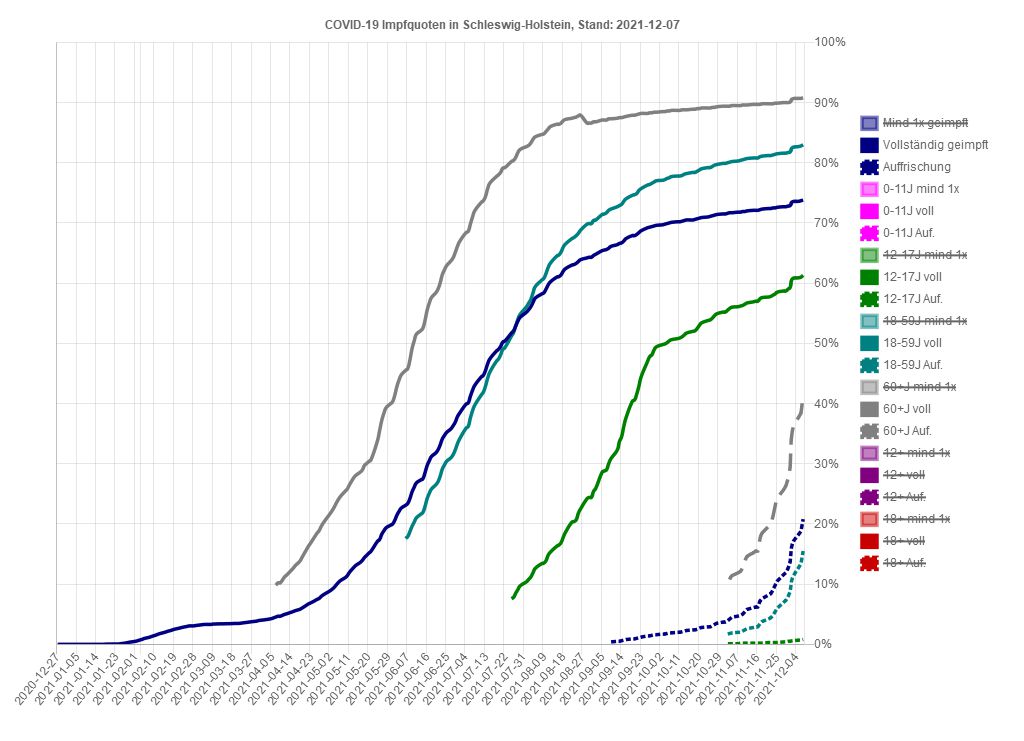 COVID-19 Impfquoten in Schleswig-Holstein, Stand: 2021-12-07
100%
90%
80%
70%
60%
50%
40%
30%
20%
10%
0%
Mind 1x geimpft
Vollständig geimpft
Auffrischung
0-11J mind 1x
0-11J voll
0-11J Auf.
12-17J mind 1x
12-17J voll
12-17J Auf.
18-59J mind 1x
18-59J voll
18-59J Auf.
60+J mind 1x
60+J voll
60+J Auf.
12+ mind 1x
12+ voll
12+ Auf.
18+ mind 1x
18+ voll
18+ Auf.
2020-12-27
2021-01-05
2021-01-14
2021-01-23
2021-02-01
2021-02-10
2021-02-19
2021-02-28
2021-03-09
2021-03-18
2021-03-27
2021-04-05
2021-04-14
2021-04-23
2021-05-02
2021-05-11
2021-05-20
2021-05-29
2021-06-07
2021-06-16
2021-06-25
2021-07-04
2021-07-13
2021-07-22
2021-07-31
2021-08-09
2021-08-18
2021-08-27
2021-09-05
2021-09-14
2021-09-23
2021-10-02
2021-10-11
2021-10-20
2021-10-29
2021-11-07
2021-11-16
2021-11-25
2021-12-04